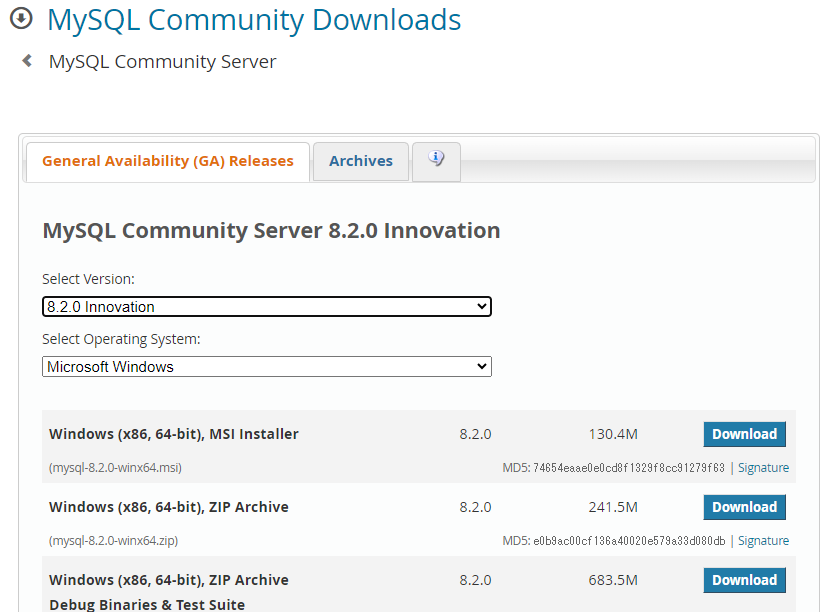 MySQL Community Downloads
MySQL Community Server
General Availability (GA) Releases
Archives
MySQL Community Server 8.2.0 Innovation
Select Version:
8.2.0 Innovation
Select Operating System:
Microsoft Windows
Windows (x86, 64-bit), MSI Installer 8.2.0 130.4M Download
(mysql-8.2.0-winx64.msi) MD5: 74654eaae0e0cd8f1329f8cc91279f63 | Signature
Windows (x86, 64-bit), ZIP Archive 8.2.0 241.5M Download
(mysql-8.2.0-winx64.zip) MD5: e0b9ac00cf136a40020e579a33d080db | Signature
Windows (x86, 64-bit), ZIP Archive 8.2.0 683.5M Download
Debug Binaries & Test Suite